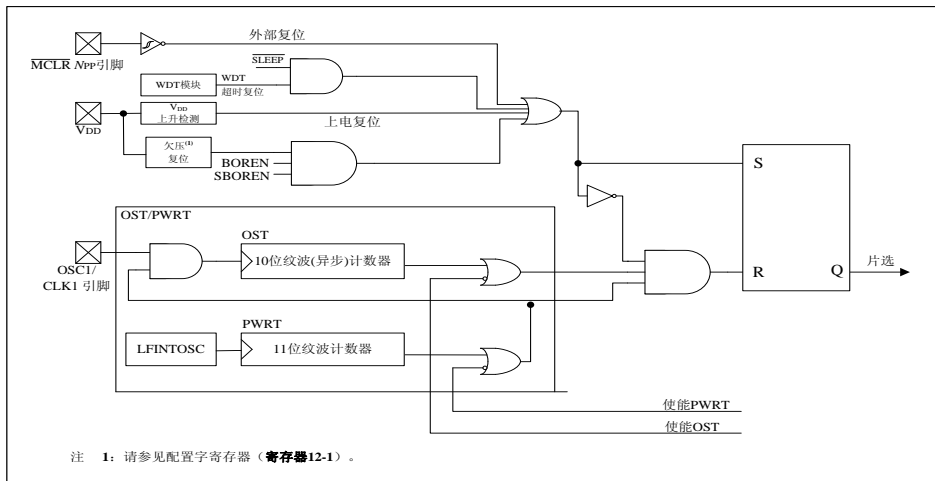 外部复位
SLEEP
MCLR NPP引脚
WDT模块
WDT
超时复位
VDD
VDD
上升检测
上电复位
欠压(1)
复位
BOREN
SBOREN
S
OST/PWRT
OST
OSC1/
CLK1 引脚
10位纹波(异步)计数器
R
Q
片选
PWRT
LFINTOSC
11位纹波计数器
使能PWRT
使能OST
注 1：请参见配置字寄存器（寄存器12-1）。